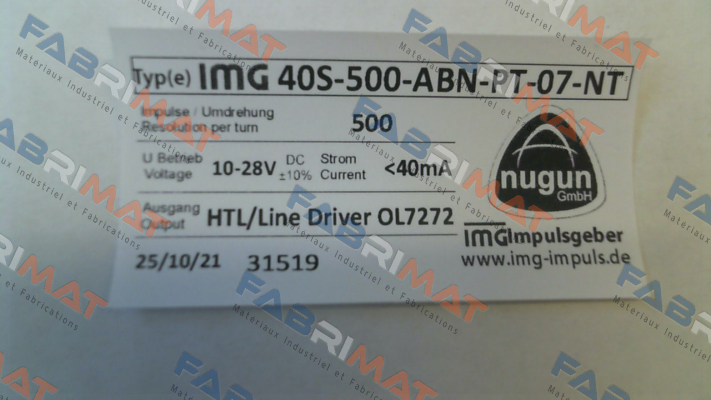 Typ(e) IMG 40S-500-ABN-PT-07-NT
Impulse / Umdrehung
Resolution per turn
500
U Betrieb
Voltage
10-28V
DC
±10%
Strom
Current
<40mA
Ausgang
Output
HTL/Line Driver OL7272
25/10/21 31519
nugun
GmbH
IMG Impulsgeber
www.img-impuls.de
FABRIMAT
Matériaux Industriel et Fabrications